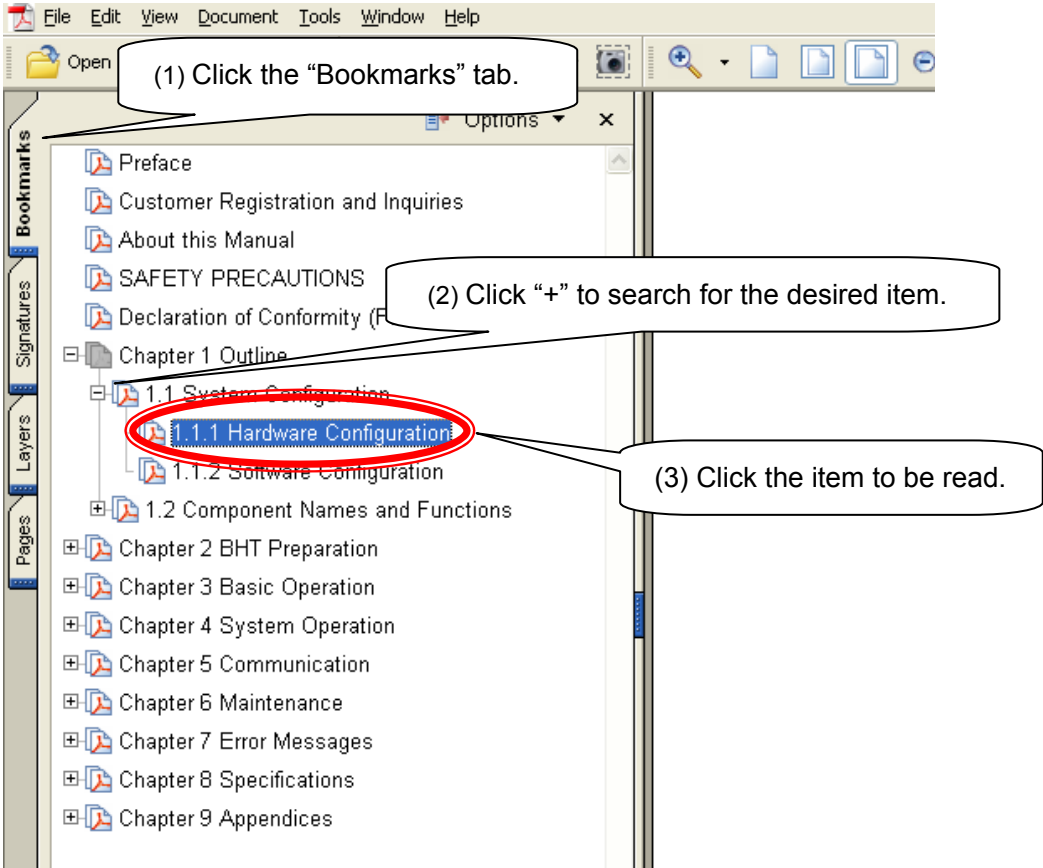 File Edit View Document Tools Window Help
Open
(1) Click the “Bookmarks” tab.
Options
Bookmarks
Signatures
Layers
Pages
Preface
Customer Registration and Inquiries
About this Manual
SAFETY PRECAUTIONS
(2) Click “+” to search for the desired item.
Declaration of Conformity (F
Chapter 1 Outline
1.1 System Configuration
1.1.1 Hardware Configuration
1.1.2 Software Configuration
(3) Click the item to be read.
1.2 Component Names and Functions
Chapter 2 BHT Preparation
Chapter 3 Basic Operation
Chapter 4 System Operation
Chapter 5 Communication
Chapter 6 Maintenance
Chapter 7 Error Messages
Chapter 8 Specifications
Chapter 9 Appendices